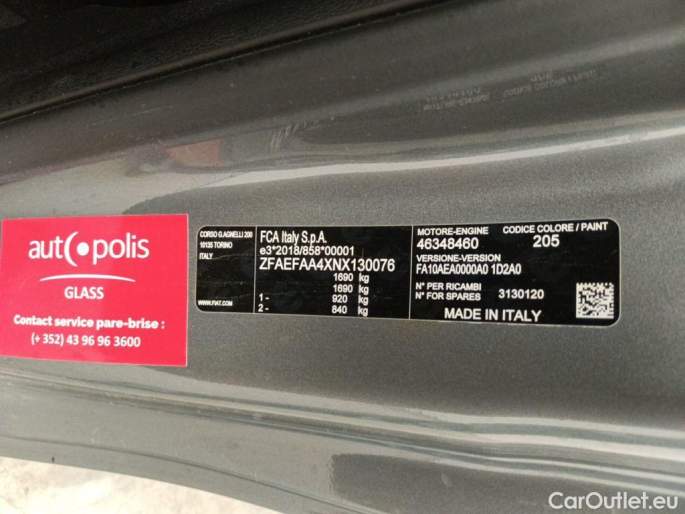 autopolis
GLASS
Contact service pare-brise :
(+ 352) 43 96 96 3600
CORSO G.AGNELLI 200
10135 TORINO
ITALY
WWW.FIAT.COM
FCA Italy S.p.A.
e3*2018/858*00001
ZFAEFAA4XNX130076
1690 kg
1690 kg
1- 920 kg
2- 840 kg
MOTORE-ENGINE
46348460
CODICE COLORE / PAINT
205
VERSIONE-VERSION
FA10AEA0000A0 1D2A0
N° PER RICAMBI
N° FOR SPARES 3130120
MADE IN ITALY
CarOutlet.eu